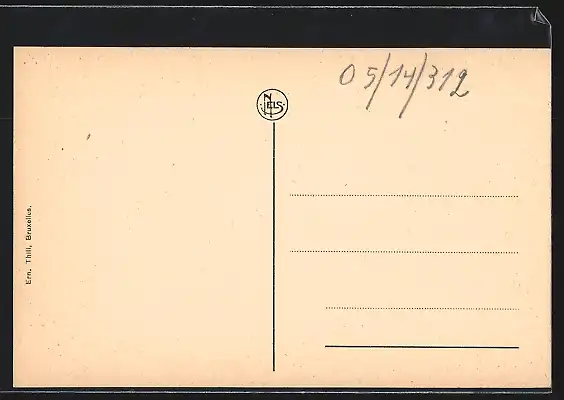 05/14/312
NELS
Ern. Thill, Bruxelles.